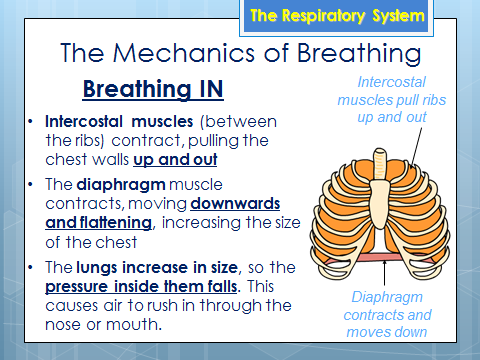 The Respiratory System
The Mechanics of Breathing
Breathing IN
• Intercostal muscles (between
the ribs) contract, pulling the
chest walls up and out
• The diaphragm muscle
contracts, moving downwards
and flattening, increasing the size
of the chest
• The lungs increase in size, so the
pressure inside them falls. This
causes air to rush in through the
nose or mouth.
Intercostal
muscles pull ribs
up and out
Diaphragm
contracts and
moves down